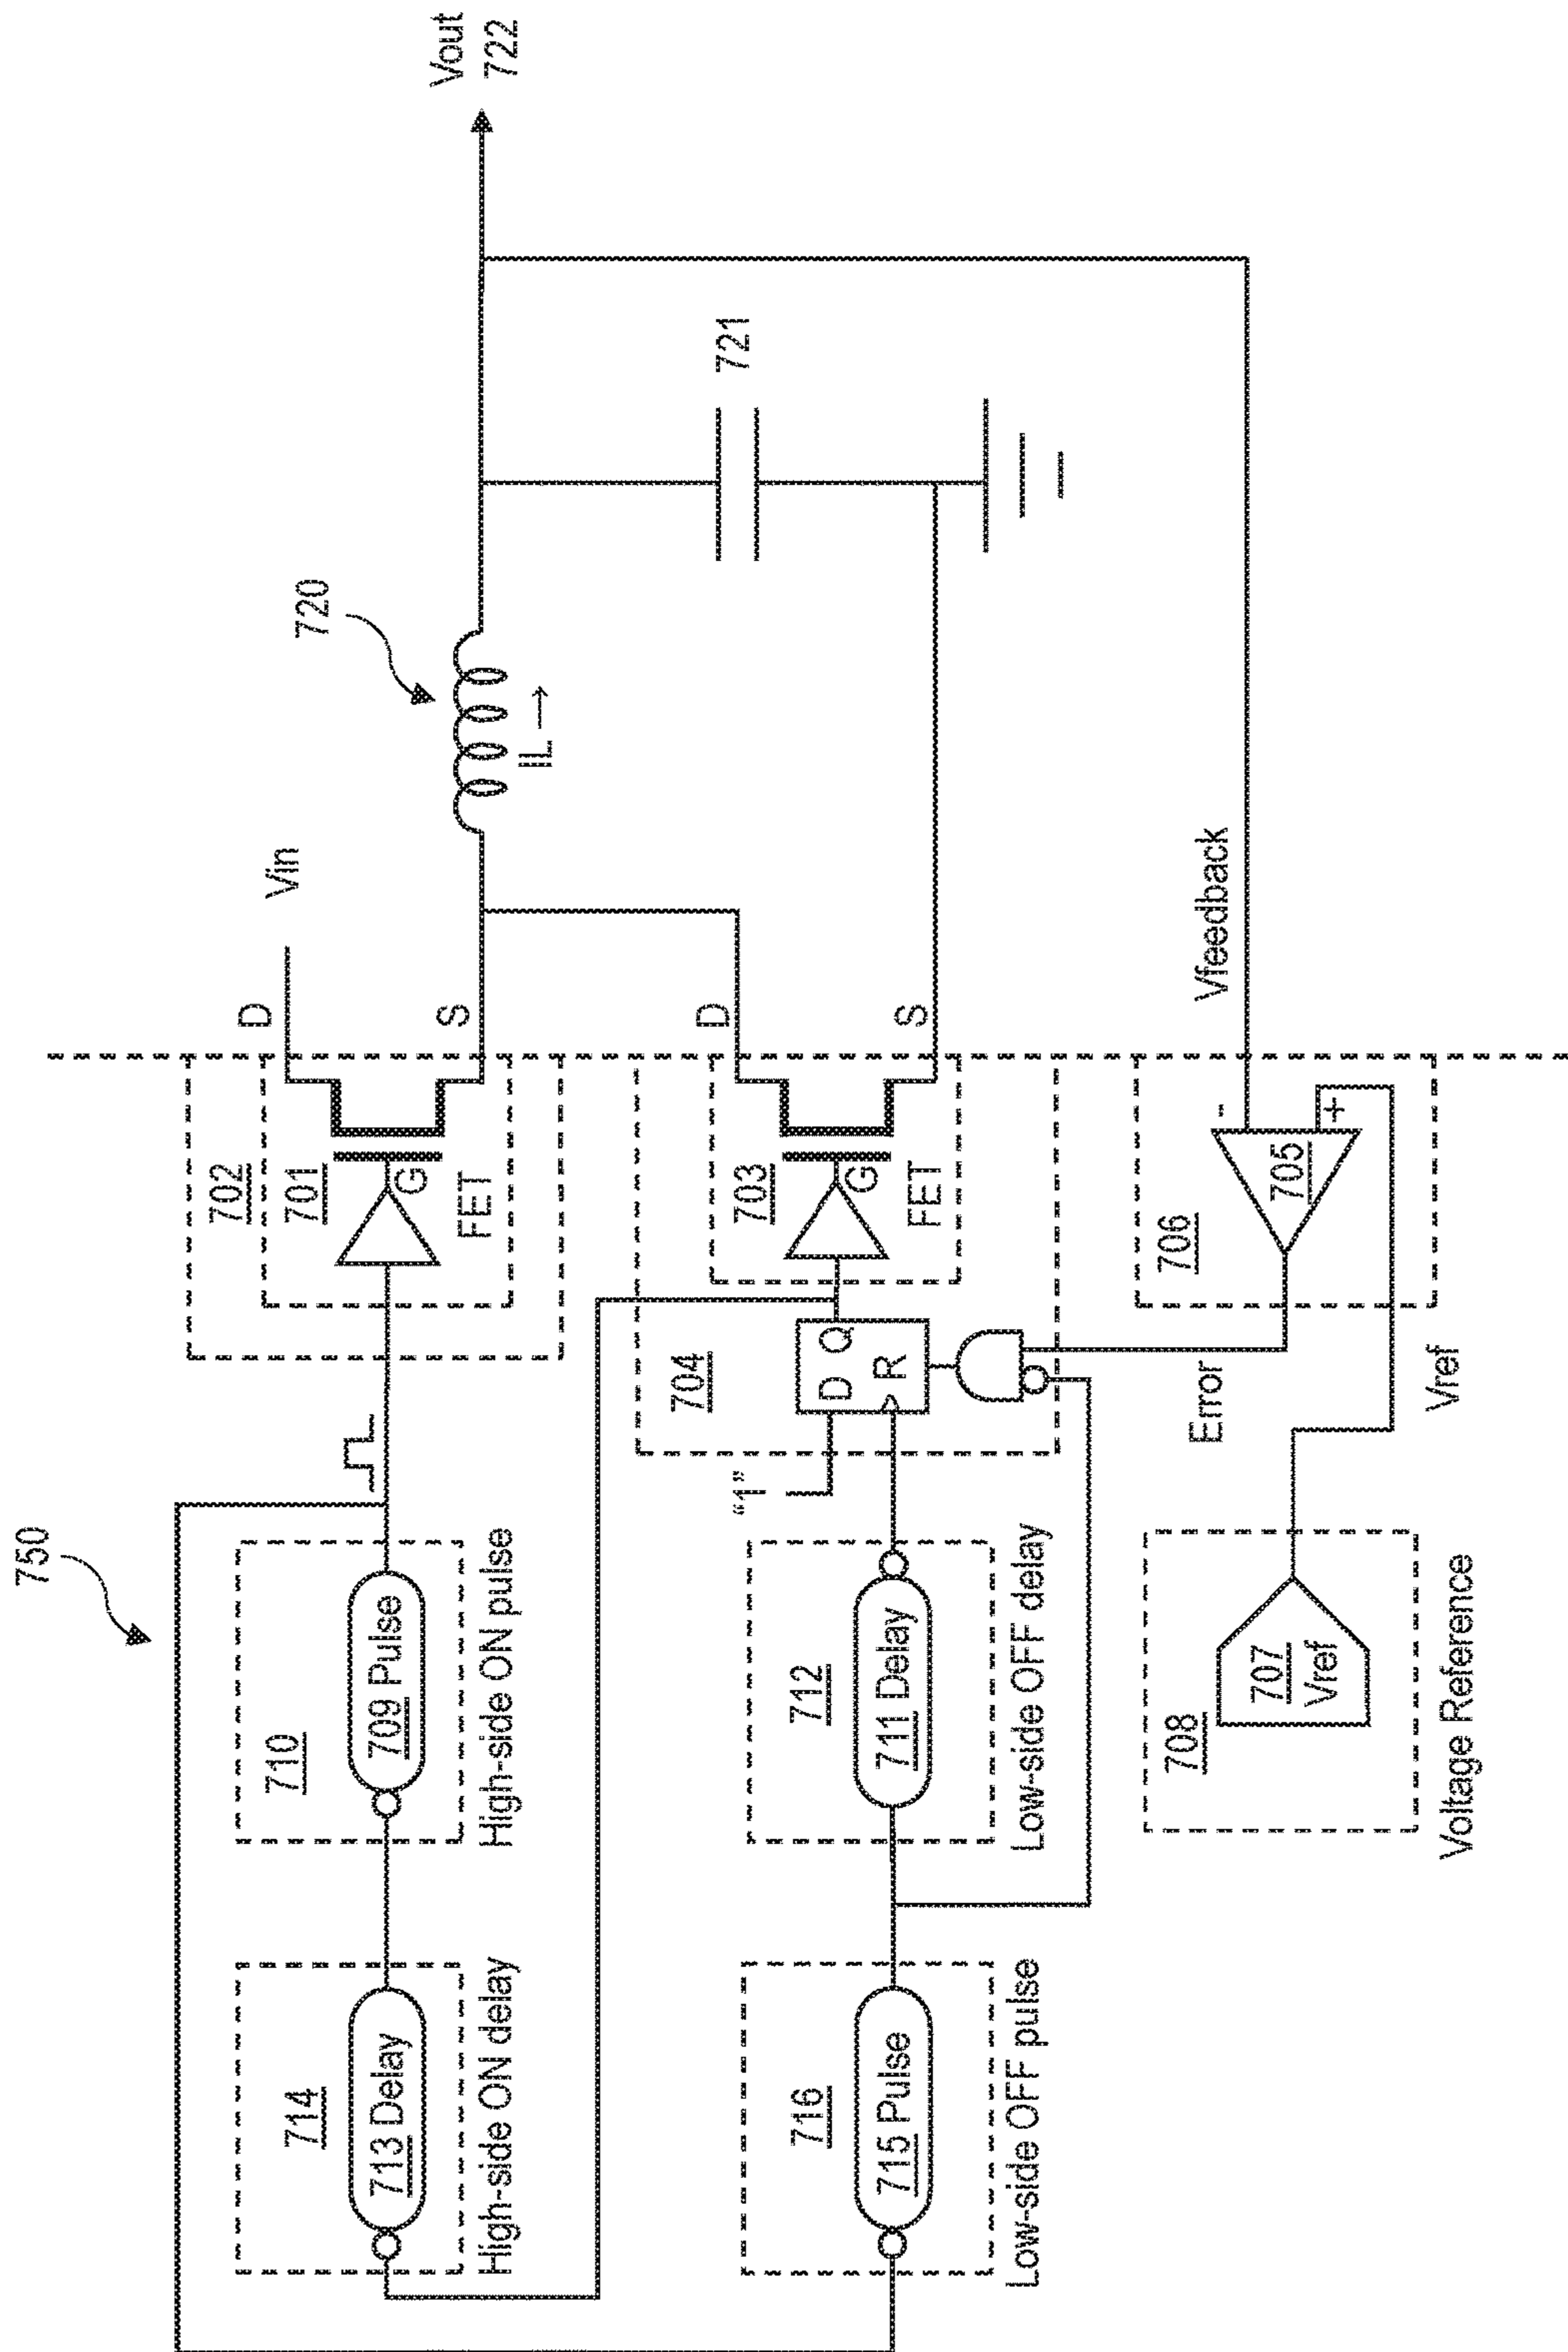 750
Vout
722
720
Vin
IL →
721
D
S
702
701
G
FET
714
713 Delay
High-side ON delay
710
709 Pulse
High-side ON pulse
D
S
703
G
FET
704
D Q
R
"1"
716
715 Pulse
Low-side OFF pulse
712
711 Delay
Low-side OFF delay
Vfeedback
-
+
705
706
Error
Vref
708
707
Vref
Voltage Reference